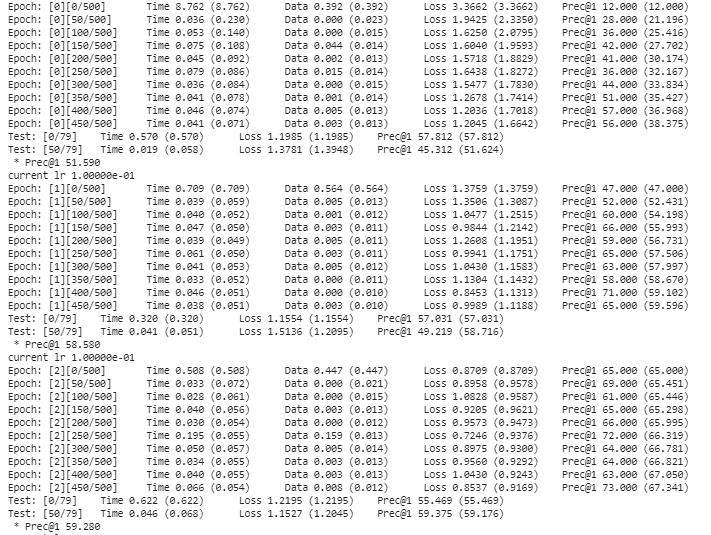 Epoch: [0][0/500] Time 8.762 (8.762) Data 0.392 (0.392) Loss 3.3662 (3.3662) Prec@1 12.000 (12.000)
Epoch: [0][50/500] Time 0.036 (0.230) Data 0.000 (0.023) Loss 1.9425 (2.3350) Prec@1 28.000 (21.196)
Epoch: [0][100/500] Time 0.053 (0.140) Data 0.000 (0.015) Loss 1.6250 (2.0795) Prec@1 36.000 (25.416)
Epoch: [0][150/500] Time 0.075 (0.108) Data 0.044 (0.014) Loss 1.6040 (1.9593) Prec@1 42.000 (27.702)
Epoch: [0][200/500] Time 0.045 (0.092) Data 0.002 (0.013) Loss 1.5718 (1.8829) Prec@1 41.000 (30.174)
Epoch: [0][250/500] Time 0.079 (0.086) Data 0.015 (0.014) Loss 1.6438 (1.8272) Prec@1 36.000 (32.167)
Epoch: [0][300/500] Time 0.036 (0.084) Data 0.000 (0.015) Loss 1.5477 (1.7830) Prec@1 44.000 (33.834)
Epoch: [0][350/500] Time 0.041 (0.078) Data 0.001 (0.014) Loss 1.2678 (1.7414) Prec@1 51.000 (35.427)
Epoch: [0][400/500] Time 0.046 (0.074) Data 0.005 (0.013) Loss 1.2036 (1.7018) Prec@1 57.000 (36.968)
Epoch: [0][450/500] Time 0.041 (0.071) Data 0.003 (0.013) Loss 1.2045 (1.6642) Prec@1 56.000 (38.375)
Test: [0/79] Time 0.570 (0.570) Loss 1.1985 (1.1985) Prec@1 57.812 (57.812)
Test: [50/79] Time 0.019 (0.058) Loss 1.3781 (1.3948) Prec@1 45.312 (51.624)
* Prec@1 51.590
current lr 1.00000e-01
Epoch: [1][0/500] Time 0.709 (0.709) Data 0.564 (0.564) Loss 1.3759 (1.3759) Prec@1 47.000 (47.000)
Epoch: [1][50/500] Time 0.039 (0.059) Data 0.005 (0.013) Loss 1.3506 (1.3087) Prec@1 52.000 (52.431)
Epoch: [1][100/500] Time 0.040 (0.052) Data 0.001 (0.012) Loss 1.0477 (1.2515) Prec@1 60.000 (54.198)
Epoch: [1][150/500] Time 0.047 (0.050) Data 0.003 (0.011) Loss 0.9844 (1.2142) Prec@1 66.000 (55.993)
Epoch: [1][200/500] Time 0.039 (0.049) Data 0.005 (0.011) Loss 1.2608 (1.1951) Prec@1 59.000 (56.731)
Epoch: [1][250/500] Time 0.061 (0.050) Data 0.003 (0.011) Loss 0.9941 (1.1751) Prec@1 65.000 (57.506)
Epoch: [1][300/500] Time 0.041 (0.053) Data 0.005 (0.012) Loss 1.0430 (1.1583) Prec@1 63.000 (57.997)
Epoch: [1][350/500] Time 0.033 (0.052) Data 0.000 (0.011) Loss 1.1304 (1.1432) Prec@1 58.000 (58.670)
Epoch: [1][400/500] Time 0.046 (0.051) Data 0.000 (0.010) Loss 0.8453 (1.1313) Prec@1 71.000 (59.102)
Epoch: [1][450/500] Time 0.038 (0.051) Data 0.003 (0.010) Loss 0.9989 (1.1188) Prec@1 65.000 (59.596)
Test: [0/79] Time 0.320 (0.320) Loss 1.1554 (1.1554) Prec@1 57.031 (57.031)
Test: [50/79] Time 0.041 (0.051) Loss 1.5136 (1.2095) Prec@1 49.219 (58.716)
* Prec@1 58.580
current lr 1.00000e-01
Epoch: [2][0/500] Time 0.508 (0.508) Data 0.447 (0.447) Loss 0.8709 (0.8709) Prec@1 65.000 (65.000)
Epoch: [2][50/500] Time 0.033 (0.072) Data 0.000 (0.021) Loss 0.8958 (0.9578) Prec@1 69.000 (65.451)
Epoch: [2][100/500] Time 0.028 (0.061) Data 0.000 (0.015) Loss 1.0828 (0.9587) Prec@1 61.000 (65.446)
Epoch: [2][150/500] Time 0.040 (0.056) Data 0.003 (0.013) Loss 0.9205 (0.9621) Prec@1 65.000 (65.298)
Epoch: [2][200/500] Time 0.030 (0.054) Data 0.000 (0.012) Loss 0.9573 (0.9473) Prec@1 66.000 (65.995)
Epoch: [2][250/500] Time 0.195 (0.055) Data 0.159 (0.013) Loss 0.7246 (0.9376) Prec@1 72.000 (66.319)
Epoch: [2][300/500] Time 0.050 (0.057) Data 0.005 (0.014) Loss 0.8975 (0.9300) Prec@1 64.000 (66.781)
Epoch: [2][350/500] Time 0.034 (0.055) Data 0.003 (0.013) Loss 0.9560 (0.9292) Prec@1 64.000 (66.821)
Epoch: [2][400/500] Time 0.040 (0.055) Data 0.003 (0.013) Loss 1.0430 (0.9243) Prec@1 63.000 (67.050)
Epoch: [2][450/500] Time 0.066 (0.054) Data 0.008 (0.012) Loss 0.8537 (0.9169) Prec@1 73.000 (67.341)
Test: [0/79] Time 0.622 (0.622) Loss 1.2195 (1.2195) Prec@1 55.469 (55.469)
Test: [50/79] Time 0.046 (0.068) Loss 1.1527 (1.2045) Prec@1 59.375 (59.176)
* Prec@1 59.280